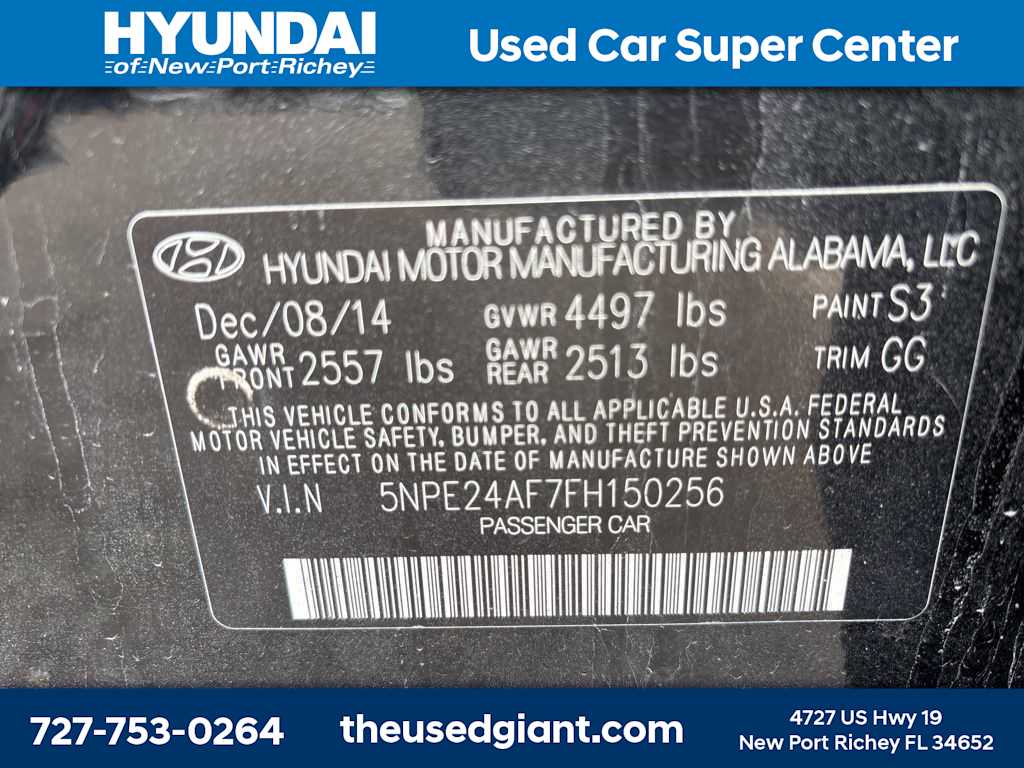 HYUNDAI
of New Port Richey
Used Car Super Center
MANUFACTURED BY
HYUNDAI MOTOR MANUFACTURING ALABAMA, LLC
Dec/08/14 GVWR 4497 lbs PAINT S3
GAWR FRONT 2557 lbs GAWR REAR 2513 lbs TRIM GG
THIS VEHICLE CONFORMS TO ALL APPLICABLE U.S.A. FEDERAL
MOTOR VEHICLE SAFETY, BUMPER, AND THEFT PREVENTION STANDARDS
IN EFFECT ON THE DATE OF MANUFACTURE SHOWN ABOVE
V.I.N 5NPE24AF7FH150256
PASSENGER CAR
727-753-0264
theusedgiant.com
4727 US Hwy 19
New Port Richey FL 34652